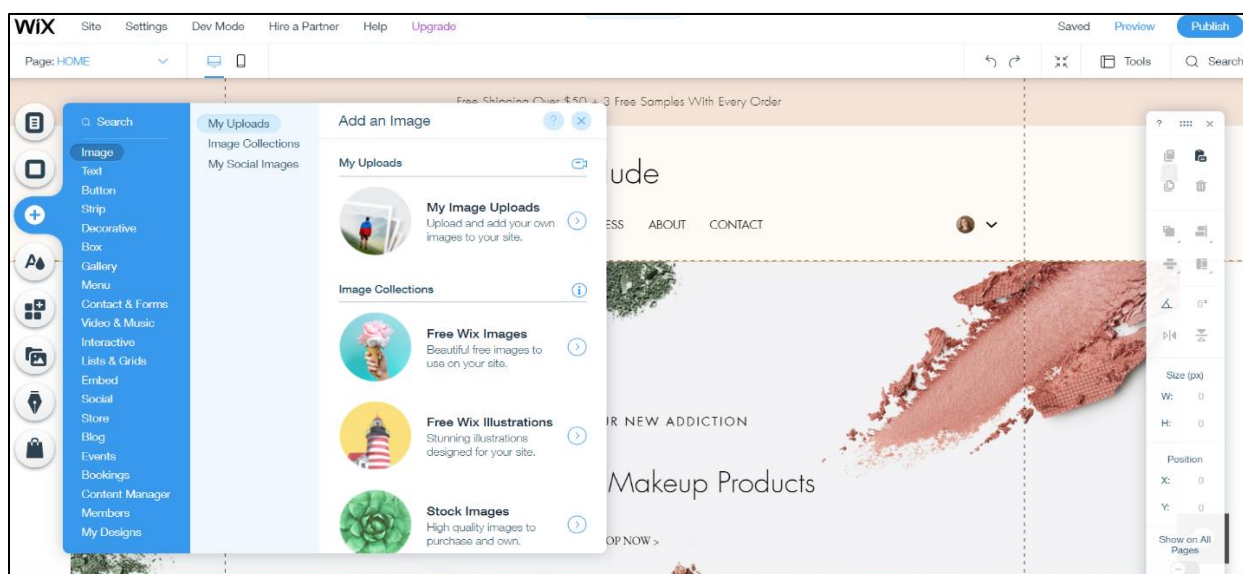 WiX Site Settings Dev Mode Hire a Partner Help Upgrade Saved Preview Publish
Page: HOME Tools Search
Free Shipping Over $50 + 3 Free Samples With Every Order
Search
Image
Text
Button
Strip
Decorative
Box
Gallery
Menu
Contact & Forms
Video & Music
Interactive
Lists & Grids
Embed
Social
Store
Blog
Events
Bookings
Content Manager
Members
My Designs
My Uploads
Image Collections
My Social Images
Add an Image ?
My Uploads
My Image Uploads
Upload and add your own
images to your site.
Image Collections
Free Wix Images
Beautiful free images to
use on your site.
Free Wix Illustrations
Stunning illustrations
designed for your site.
Stock Images
High quality images to
purchase and own.
ude
ESS ABOUT CONTACT
UR NEW ADDICTION
Makeup Products
OP NOW >
?
0°
Size (px)
W: 0
H: 0
Position
X: 0
Y: 0
Show on All
Pages